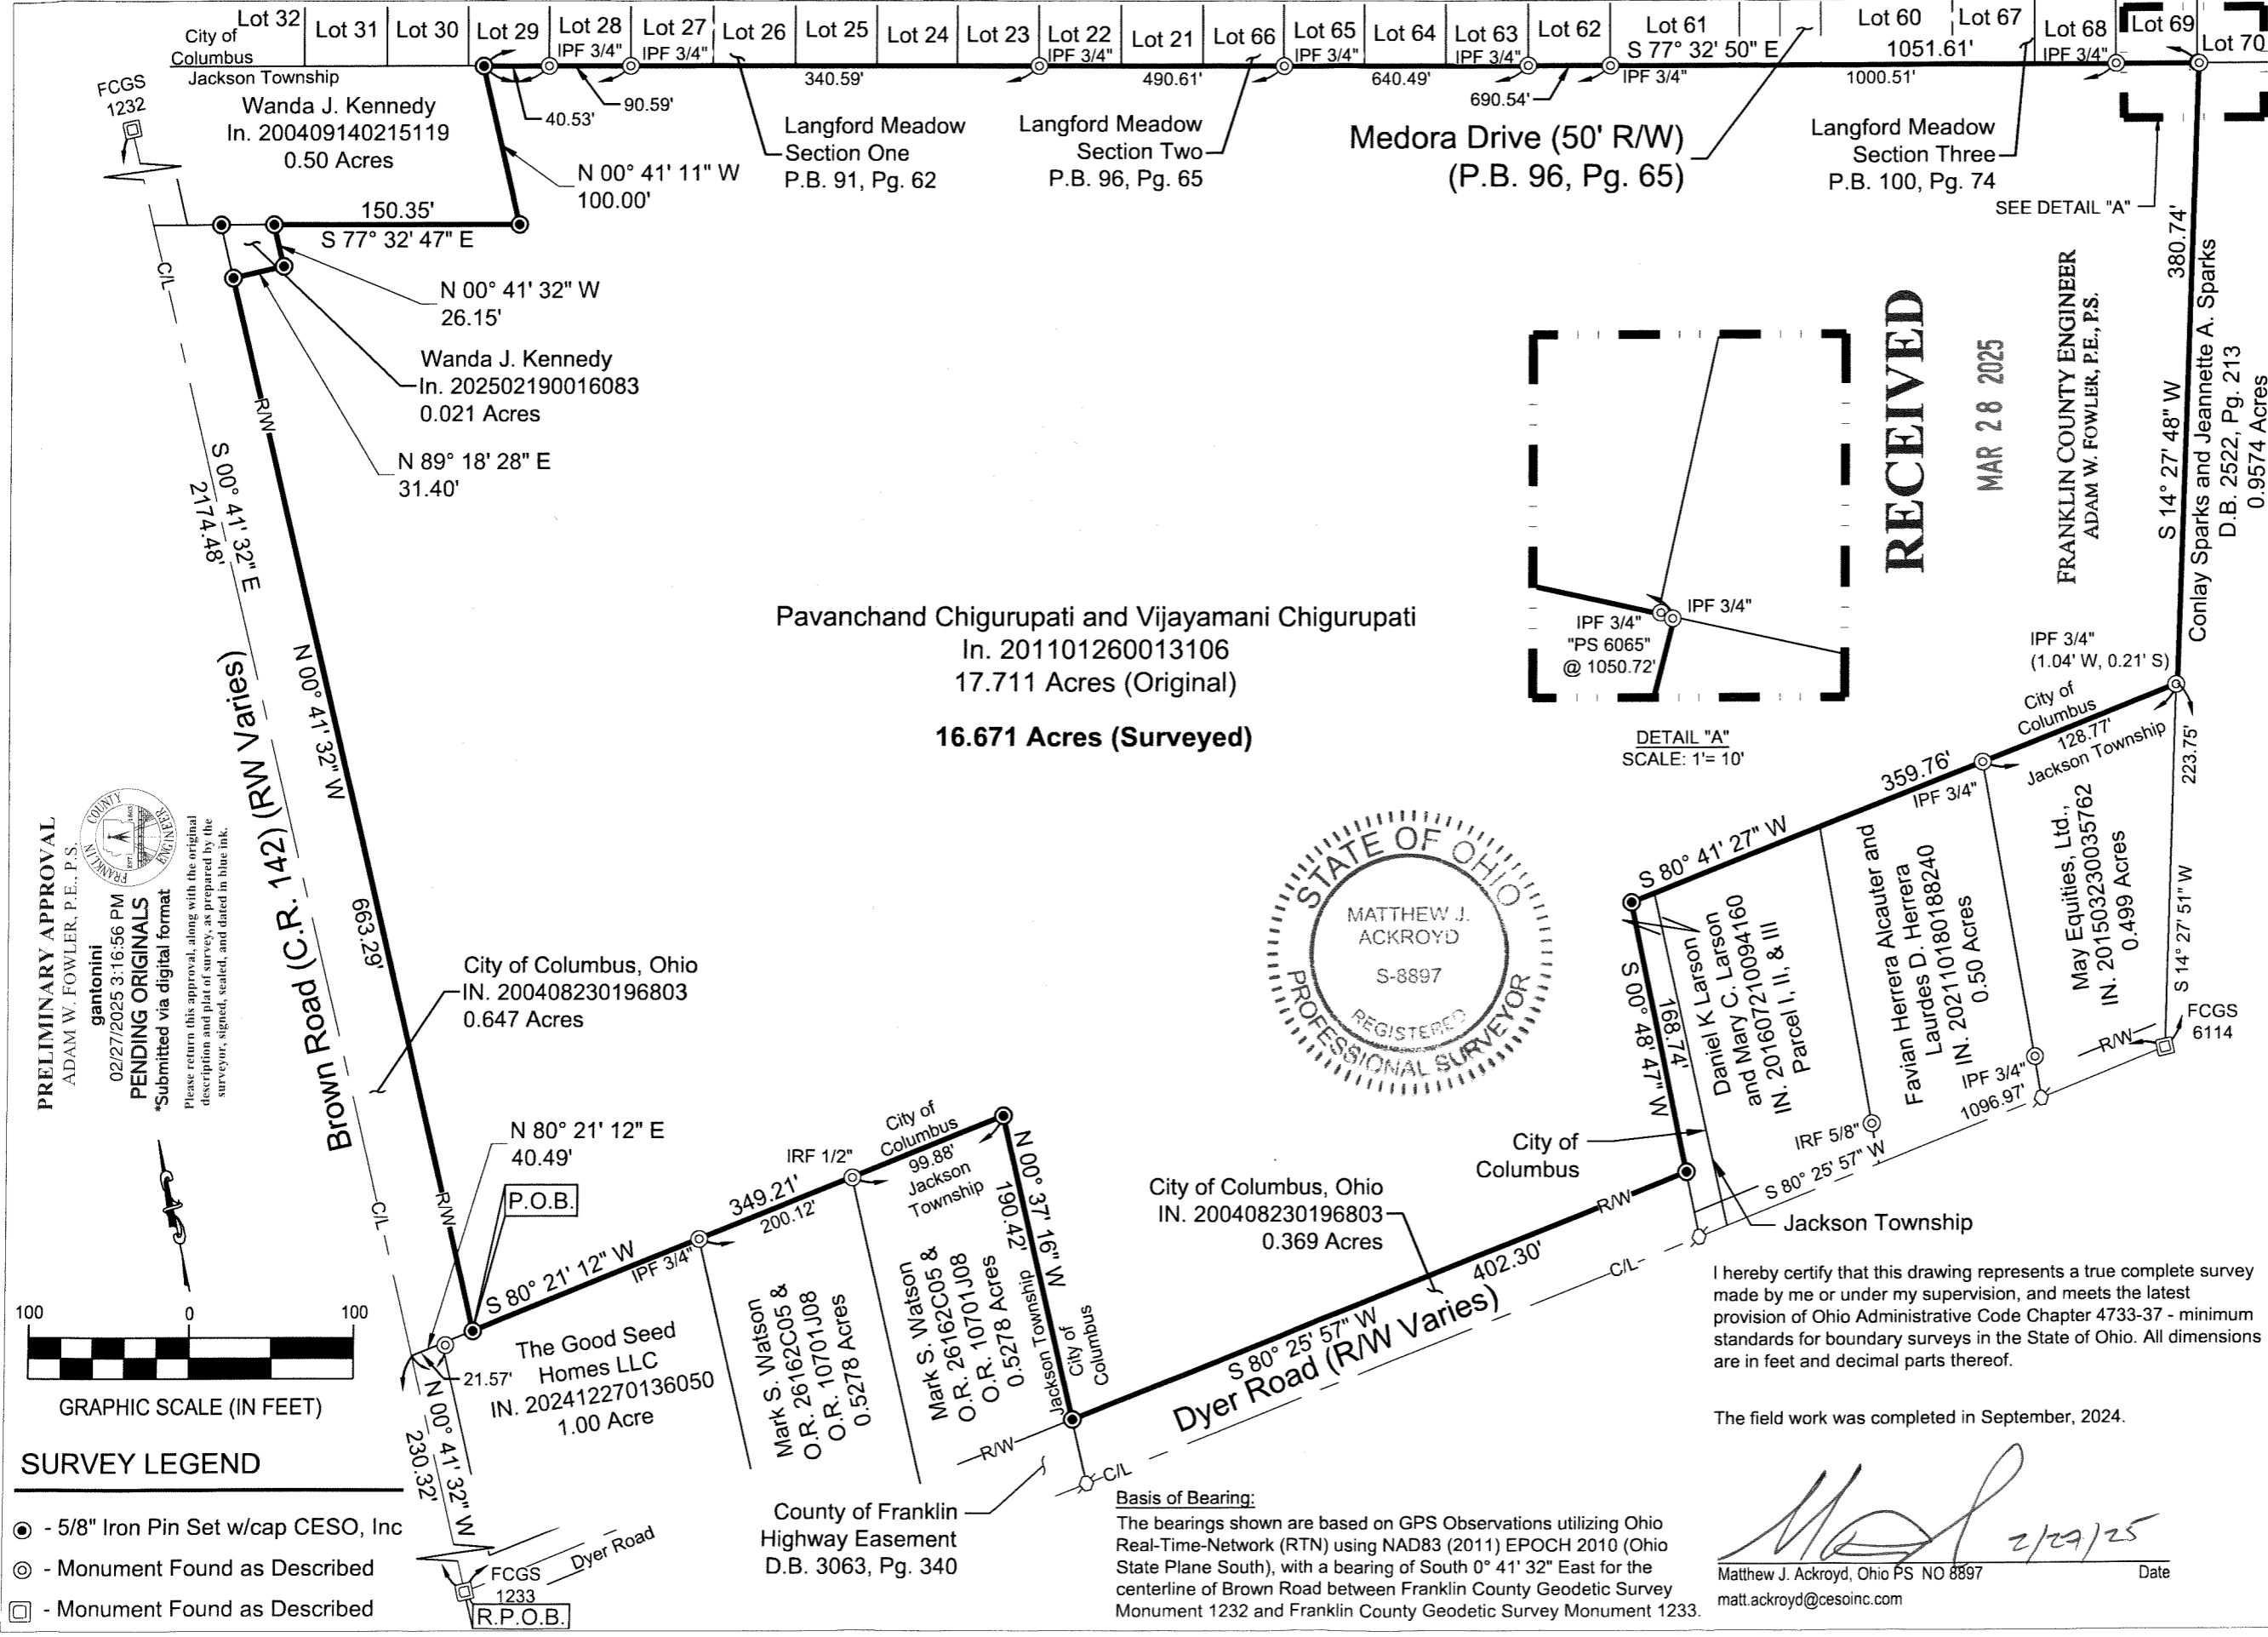 Lot 32
Lot 31
Lot 30
Lot 29
Lot 28
Lot 27
Lot 26
Lot 25
Lot 24
Lot 23
Lot 22
Lot 21
Lot 66
Lot 65
Lot 64
Lot 63
Lot 62
Lot 61
Lot 60
Lot 67
Lot 68
Lot 69
Lot 70
City of
Columbus
Jackson Township
IPF 3/4"
IPF 3/4"
IPF 3/4"
IPF 3/4"
IPF 3/4"
IPF 3/4"
IPF 3/4"
S 77° 32' 50" E
1051.61'
40.53'
90.59'
340.59'
490.61'
640.49'
690.54'
1000.51'
FCGS
1232
Wanda J. Kennedy
In. 200409140215119
0.50 Acres
N 00° 41' 11" W
100.00'
Langford Meadow
Section One
P.B. 91, Pg. 62
Langford Meadow
Section Two
P.B. 96, Pg. 65
Medora Drive (50' R/W)
(P.B. 96, Pg. 65)
Langford Meadow
Section Three
P.B. 100, Pg. 74
SEE DETAIL "A"
150.35'
S 77° 32' 47" E
C/L
N 00° 41' 32" W
26.15'
Wanda J. Kennedy
In. 202502190016083
0.021 Acres
N 89° 18' 28" E
31.40'
R/W
S 00° 41' 32" E
2174.48'
N 00° 41' 32" W
663.29'
Brown Road (C.R. 142) (RW Varies)
380.74'
S 14° 27' 48" W
Conlay Sparks and Jeannette A. Sparks
D.B. 2522, Pg. 213
0.9574 Acres
RECEIVED
MAR 28 2025
FRANKLIN COUNTY ENGINEER
ADAM W. FOWLER, P.E., P.S.
IPF 3/4"
IPF 3/4"
"PS 6065"
@ 1050.72'
DETAIL "A"
SCALE: 1'= 10'
Pavanchand Chigurupati and Vijayamani Chigurupati
In. 201101260013106
17.711 Acres (Original)
16.671 Acres (Surveyed)
IPF 3/4"
(1.04' W, 0.21' S)
City of
Columbus
128.77'
Jackson Township
359.76'
IPF 3/4"
S 80° 41' 27" W
223.75'
S 14° 27' 51" W
FCGS
6114
R/W
PRELIMINARY APPROVAL
ADAM W. FOWLER, P.E., P.S.
FRANKLIN COUNTY ENGINEER
EST. 1803
gantonini
02/27/2025 3:16:56 PM
PENDING ORIGINALS
*Submitted via digital format
Please return this approval, along with the original
description and plat of survey, as prepared by the
surveyor, signed, sealed, and dated in blue ink.
STATE OF OHIO
MATTHEW J.
ACKROYD
S-8897
REGISTERED
PROFESSIONAL SURVEYOR
S 00° 48' 47" W
168.74'
Daniel K Larson
and Mary C. Larson
IN. 201607210094160
Parcel I, II, & III
Favian Herrera Alcauter and
Laurdes D. Herrera
IN. 202110180188240
0.50 Acres
May Equities, Ltd.,
IN. 201503230035762
0.499 Acres
IPF 3/4"
1096.97'
IRF 5/8"
S 80° 25' 57" W
City of
Columbus
Jackson Township
City of Columbus, Ohio
IN. 200408230196803
0.647 Acres
N 80° 21' 12" E
40.49'
P.O.B.
R/W
C/L
IRF 1/2"
City of
Columbus
99.88'
Jackson
Township
349.21'
200.12'
S 80° 21' 12" W
IPF 3/4"
N 00° 37' 16" W
190.42'
Jackson Township
City of
Columbus
City of Columbus, Ohio
IN. 200408230196803
0.369 Acres
R/W
C/L
402.30'
S 80° 25' 57" W
Dyer Road (R/W Varies)
The Good Seed
Homes LLC
IN. 202412270136050
1.00 Acre
Mark S. Watson
O.R. 26162C05 &
O.R. 10701J08
0.5278 Acres
Mark S. Watson
O.R. 26162C05 &
O.R. 10701J08
0.5278 Acres
21.57'
N 00° 41' 32" W
230.32'
100
0
100
GRAPHIC SCALE (IN FEET)
R/W
C/L
SURVEY LEGEND
- 5/8" Iron Pin Set w/cap CESO, Inc
- Monument Found as Described
- Monument Found as Described
FCGS
1233
R.P.O.B.
Dyer Road
County of Franklin
Highway Easement
D.B. 3063, Pg. 340
Basis of Bearing:
The bearings shown are based on GPS Observations utilizing Ohio
Real-Time-Network (RTN) using NAD83 (2011) EPOCH 2010 (Ohio
State Plane South), with a bearing of South 0° 41' 32" East for the
centerline of Brown Road between Franklin County Geodetic Survey
Monument 1232 and Franklin County Geodetic Survey Monument 1233.
I hereby certify that this drawing represents a true complete survey
made by me or under my supervision, and meets the latest
provision of Ohio Administrative Code Chapter 4733-37 - minimum
standards for boundary surveys in the State of Ohio. All dimensions
are in feet and decimal parts thereof.
The field work was completed in September, 2024.
2/27/25
Matthew J. Ackroyd, Ohio PS NO 8897
Date
matt.ackroyd@cesoinc.com